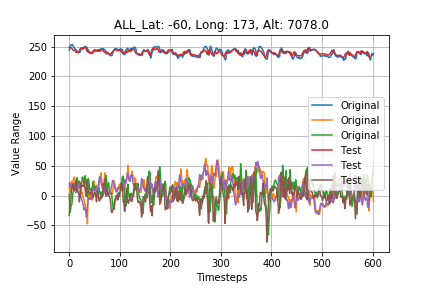 ALL_Lat: -60, Long: 173, Alt: 7078.0
250
200
150
100
50
0
−50
Value Range
Original
Original
Original
Test
Test
Test
0 100 200 300 400 500 600
Timesteps